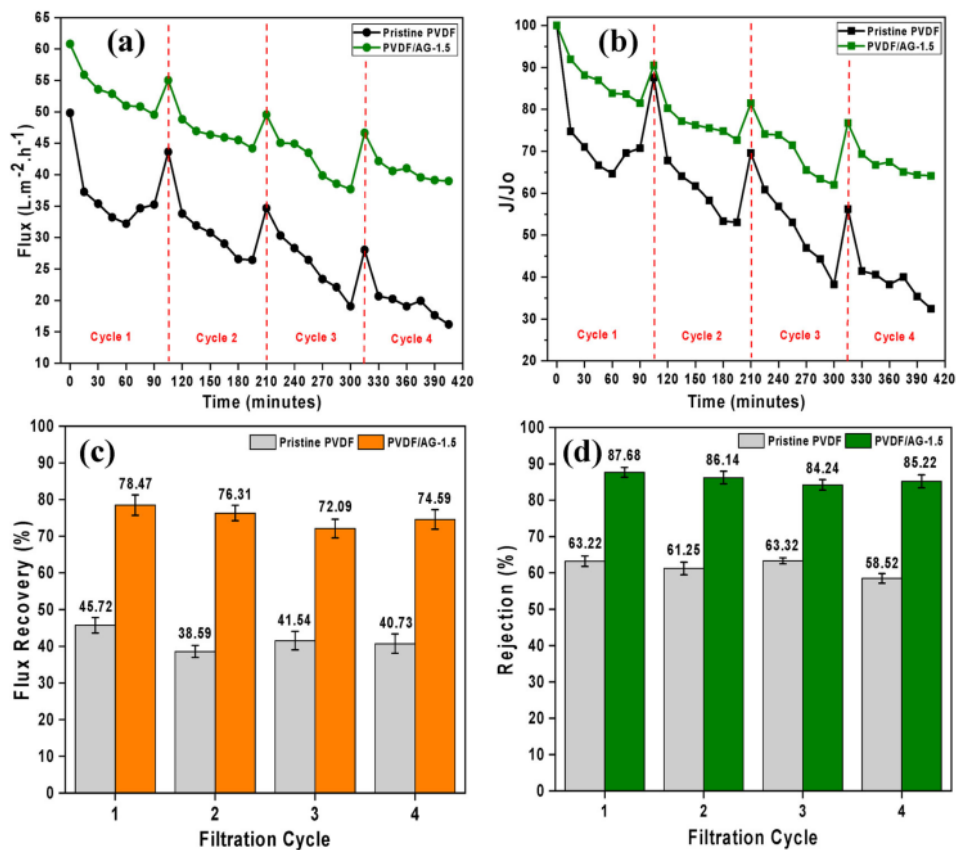 (a)
Pristine PVDF
PVDF/AG-1.5
Flux (L.m-2.h-1)
65
60
55
50
45
40
35
30
25
20
15
10
Cycle 1
Cycle 2
Cycle 3
Cycle 4
0 30 60 90 120 150 180 210 240 270 300 330 360 390 420
Time (minutes)
(b)
Pristine PVDF
PVDF/AG-1.5
J/Jo
100
90
80
70
60
50
40
30
20
Cycle 1
Cycle 2
Cycle 3
Cycle 4
0 30 60 90 120 150 180 210 240 270 300 330 360 390 420
Time (minutes)
(c)
Pristine PVDF
PVDF/AG-1.5
Flux Recovery (%)
100
90
80
70
60
50
40
30
20
10
0
45.72
78.47
38.59
76.31
41.54
72.09
40.73
74.59
1 2 3 4
Filtration Cycle
(d)
Pristine PVDF
PVDF/AG-1.5
Rejection (%)
100
90
80
70
60
50
40
30
20
10
0
63.22
87.68
61.25
86.14
63.32
84.24
58.52
85.22
1 2 3 4
Filtration Cycle